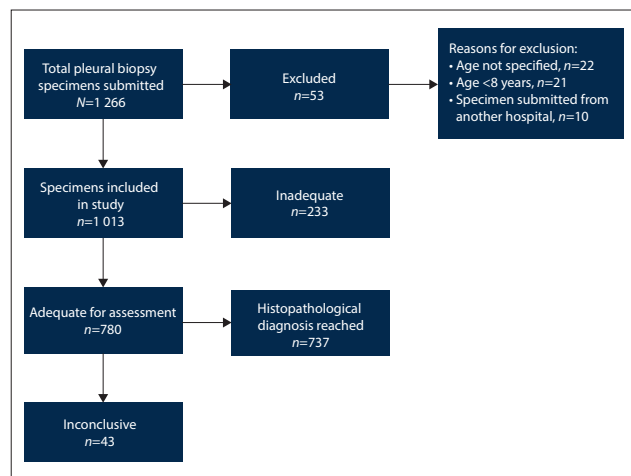 Total pleural biopsy
specimens submitted
N=1 266
Excluded
n=53
Reasons for exclusion:
• Age not specified, n=22
• Age <8 years, n=21
• Specimen submitted from
another hospital, n=10
Specimens included
in study
n=1 013
Inadequate
n=233
Adequate for assessment
n=780
Histopathological
diagnosis reached
n=737
Inconclusive
n=43